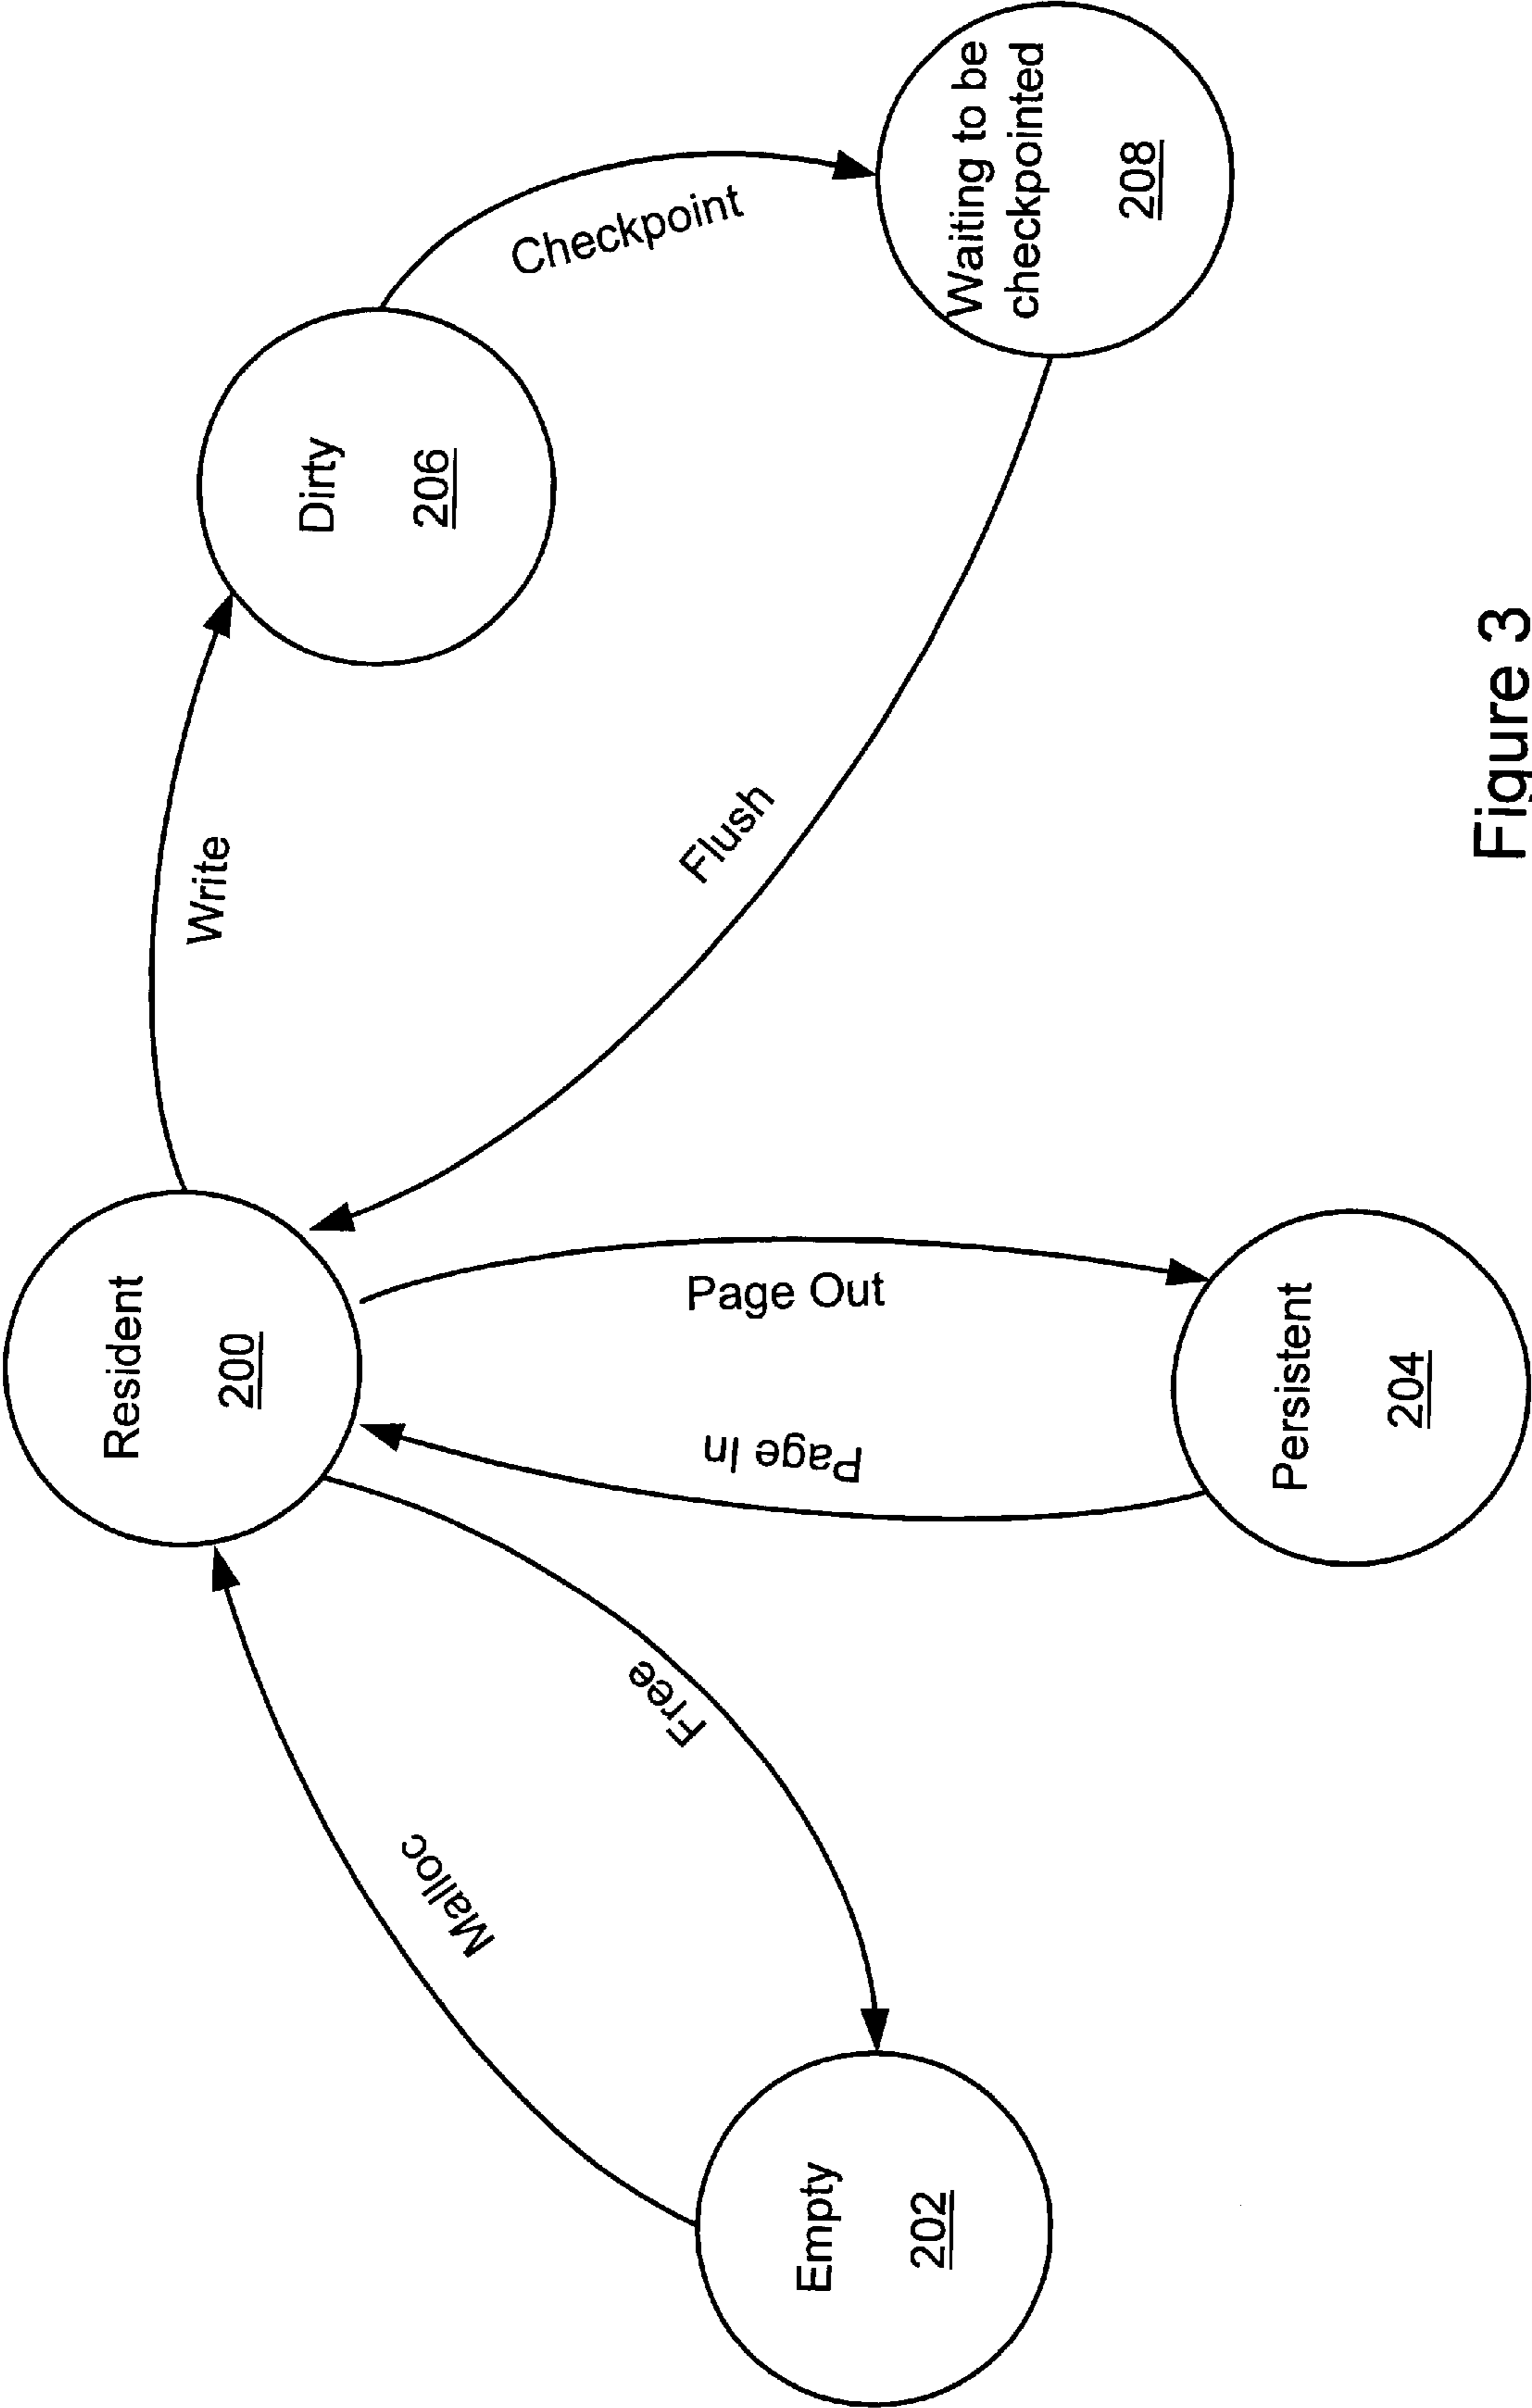 Resident
200
Write
Dirty
206
Checkpoint
Waiting to be
checkpointed
208
Flush
Malloc
Free
Page In
Page Out
Empty
202
Persistent
204
Figure 3